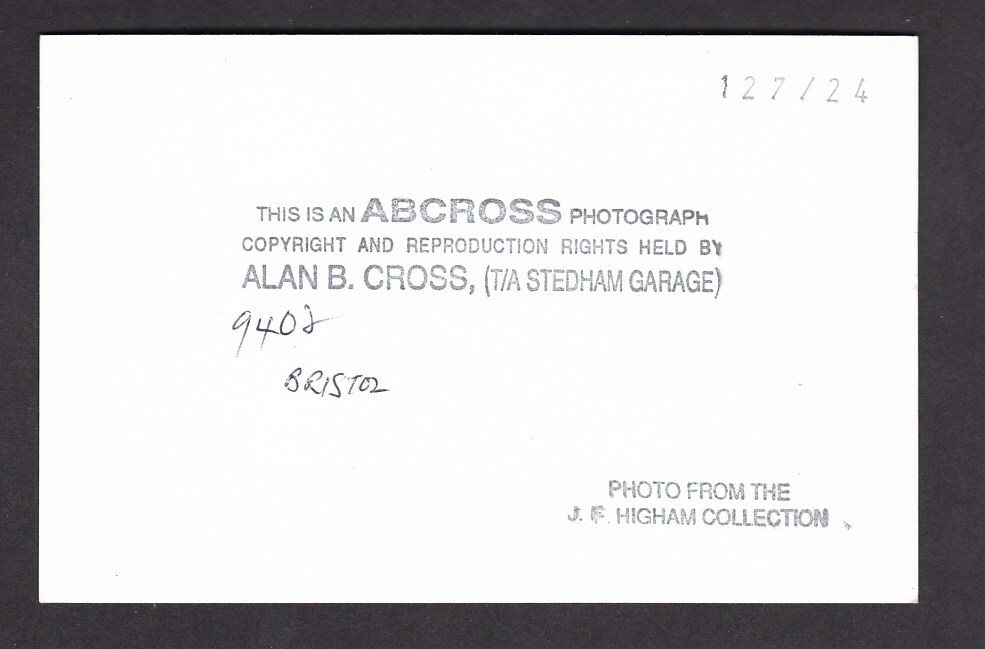 127/24
THIS IS AN ABCROSS PHOTOGRAPH
COPYRIGHT AND REPRODUCTION RIGHTS HELD BY
ALAN B. CROSS, (T/A STEDHAM GARAGE)
BRISTOL
PHOTO FROM THE
J. F. HIGHAM COLLECTION